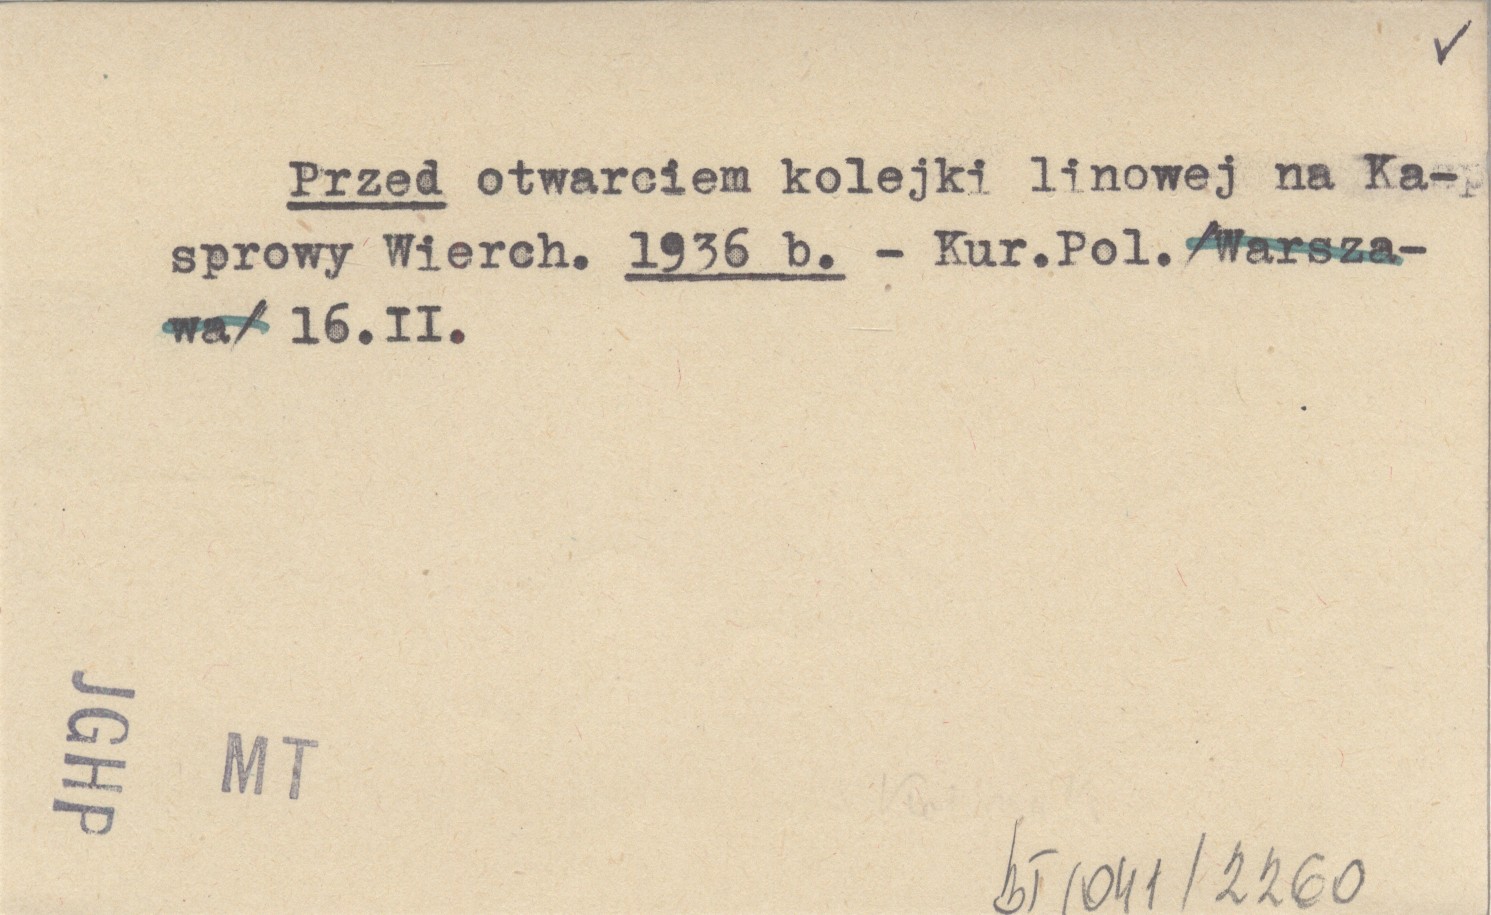 Przed otwarciem kolejki linowej na Ka-
sprowy Wierch. 1936 b. - Kur.Pol. /Warsza-
wa/ 16.II.
JGHP
MT
bT/041/2260